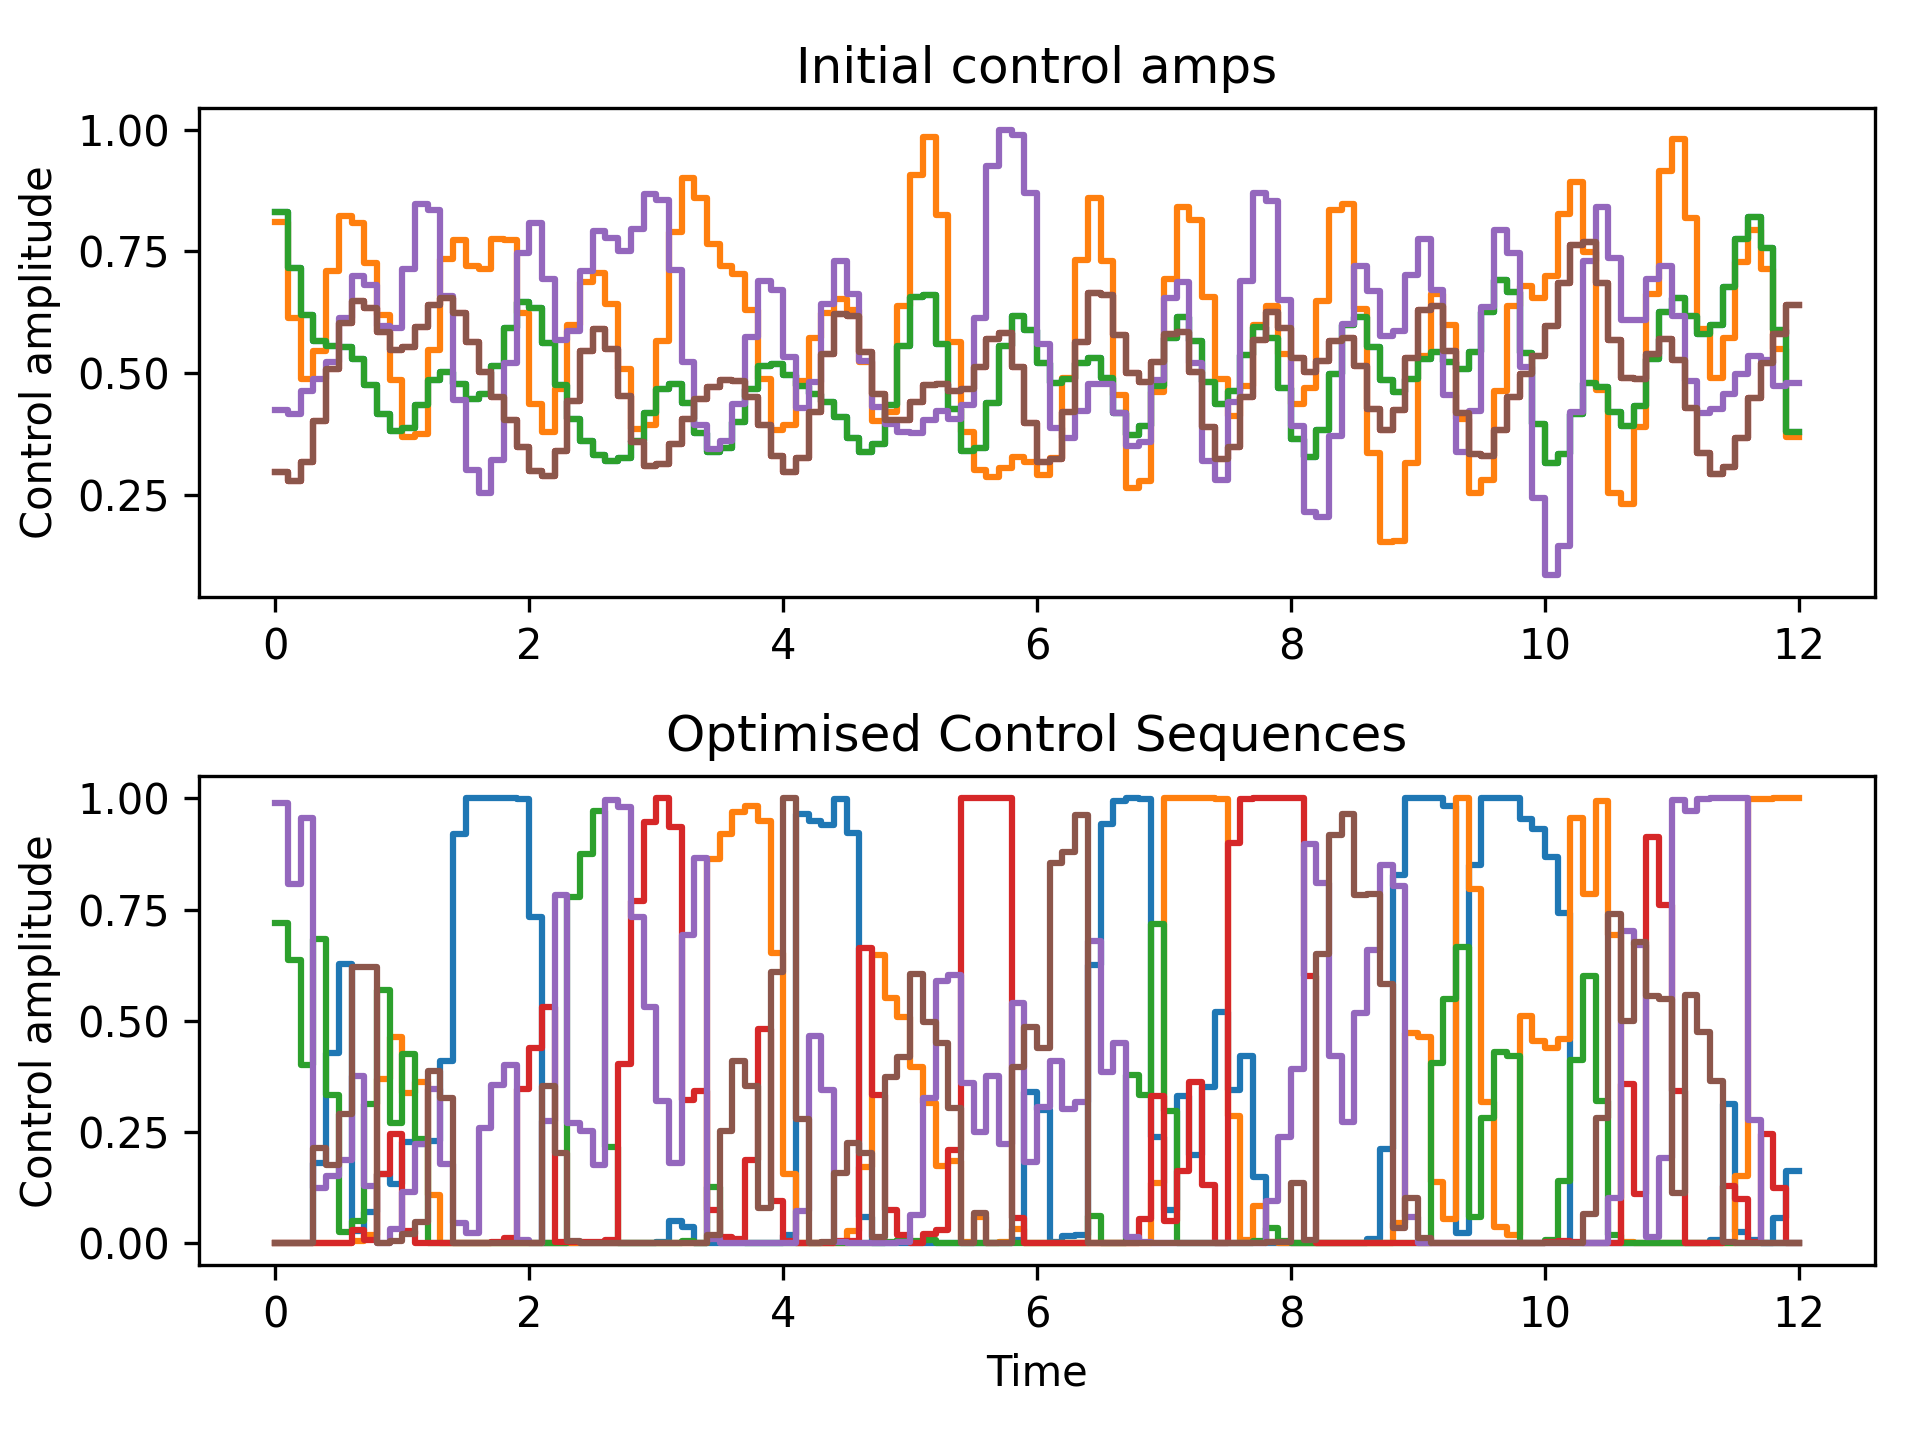 Initial control amps
Control amplitude
1.00
0.75
0.50
0.25
0 2 4 6 8 10 12
Optimised Control Sequences
Control amplitude
1.00
0.75
0.50
0.25
0.00
0 2 4 6 8 10 12
Time